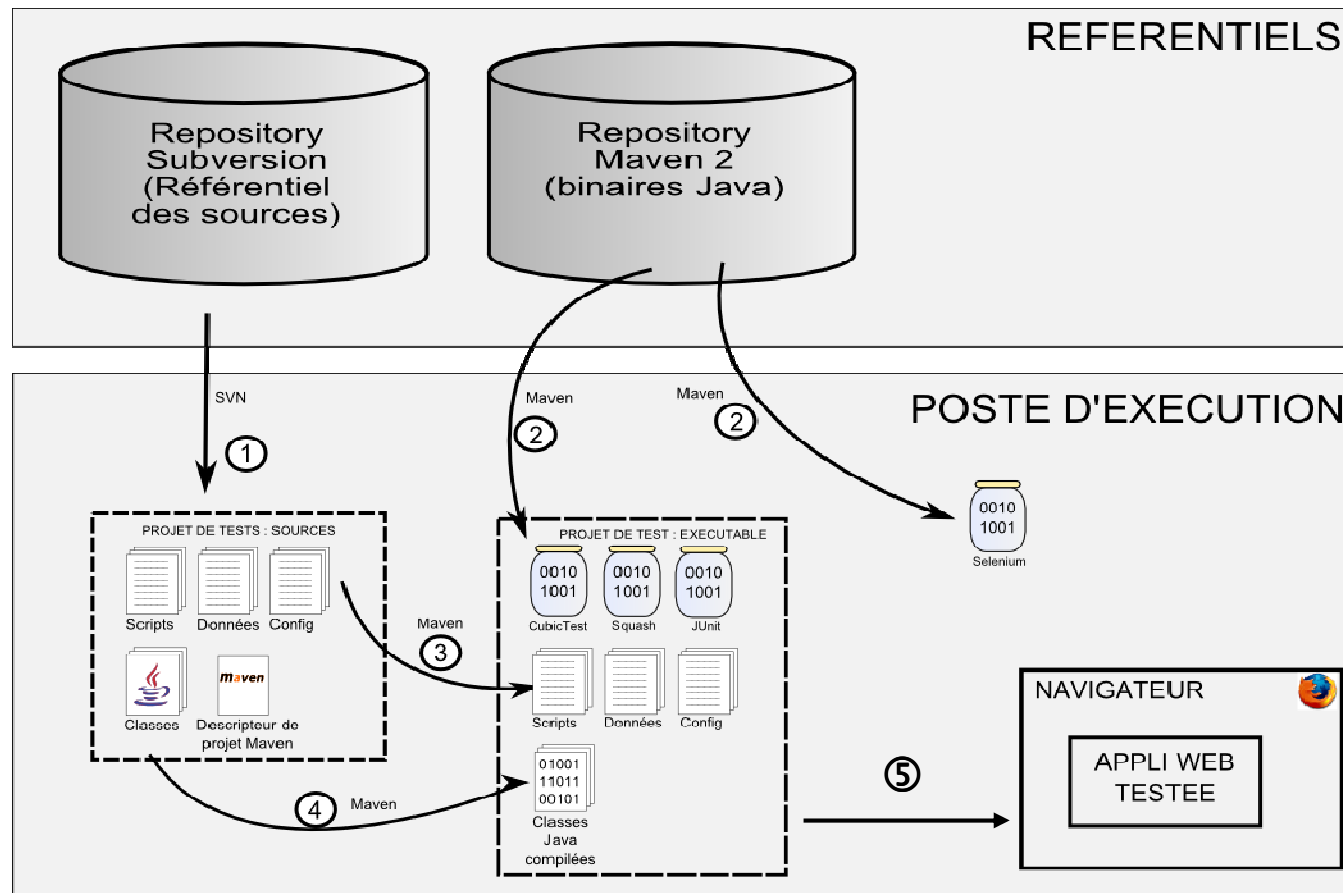 REFERENTIELS
Repository
Subversion
(Référentiel
des sources)
Repository
Maven 2
(binaires Java)
POSTE D'EXECUTION
SVN
1
Maven
2
Maven
2
0010
1001
Selenium
PROJET DE TESTS : SOURCES
Scripts
Données
Config
Classes
maven
Descripteur de
projet Maven
Maven
3
4
Maven
PROJET DE TEST : EXECUTABLE
0010
1001
CubicTest
0010
1001
Squash
0010
1001
JUnit
Scripts
Données
Config
01001
11011
00101
Classes
Java
compilées
5
NAVIGATEUR
APPLI WEB
TESTEE